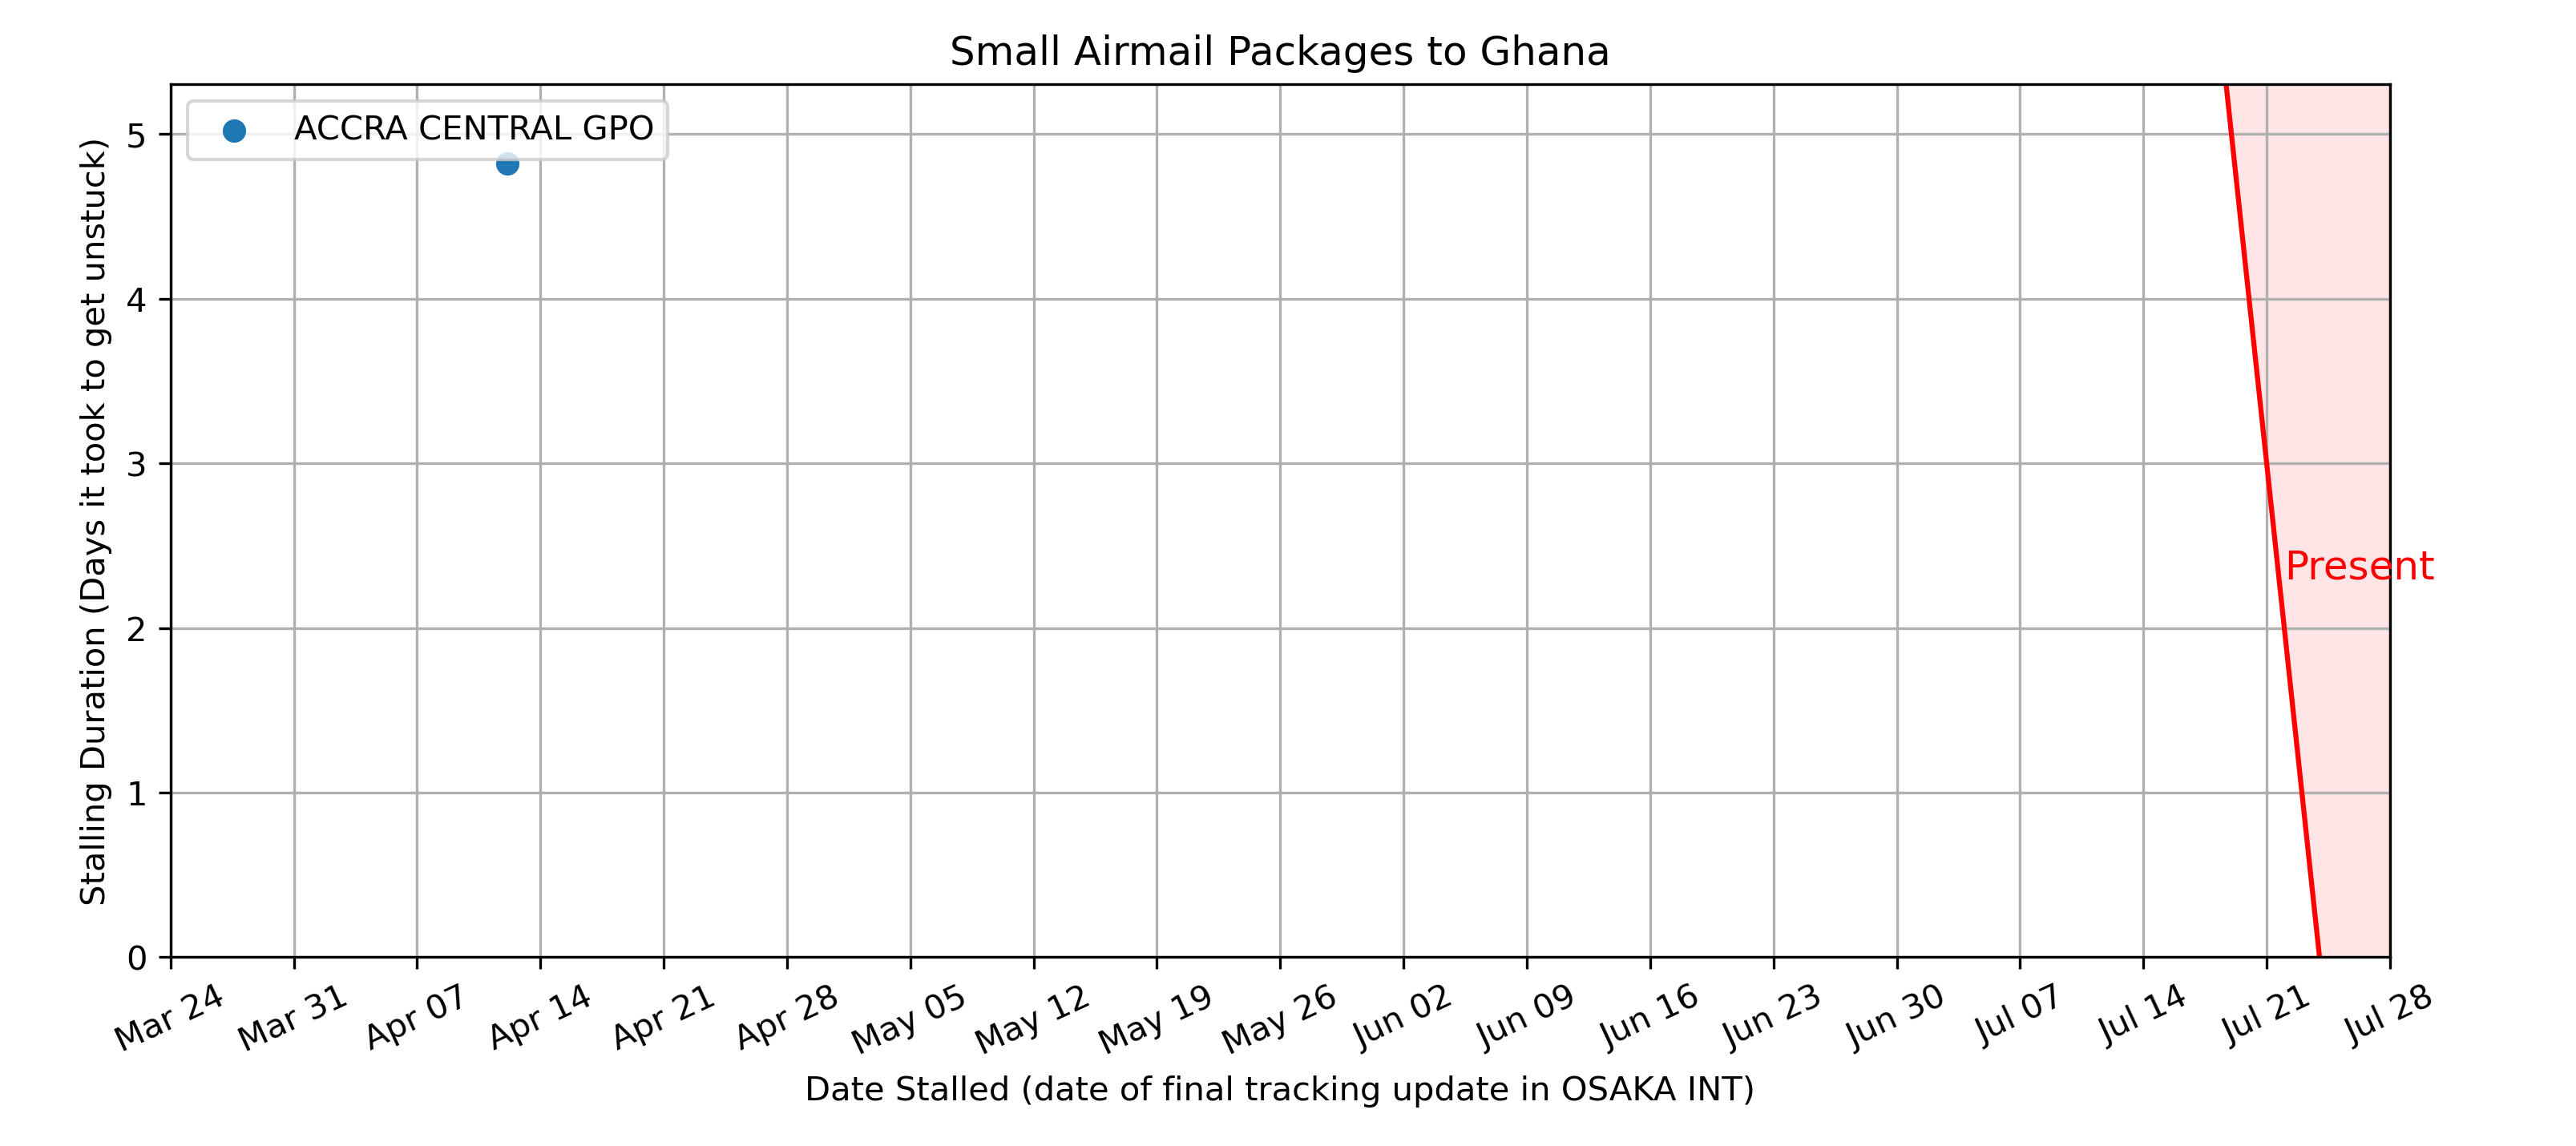 Small Airmail Packages to Ghana
ACCRA CENTRAL GPO
Stalling Duration (Days it took to get unstuck)
5
4
3
2
1
0
Present
Mar 24 Mar 31 Apr 07 Apr 14 Apr 21 Apr 28 May 05 May 12 May 19 May 26 Jun 02 Jun 09 Jun 16 Jun 23 Jun 30 Jul 07 Jul 14 Jul 21 Jul 28
Date Stalled (date of final tracking update in OSAKA INT)